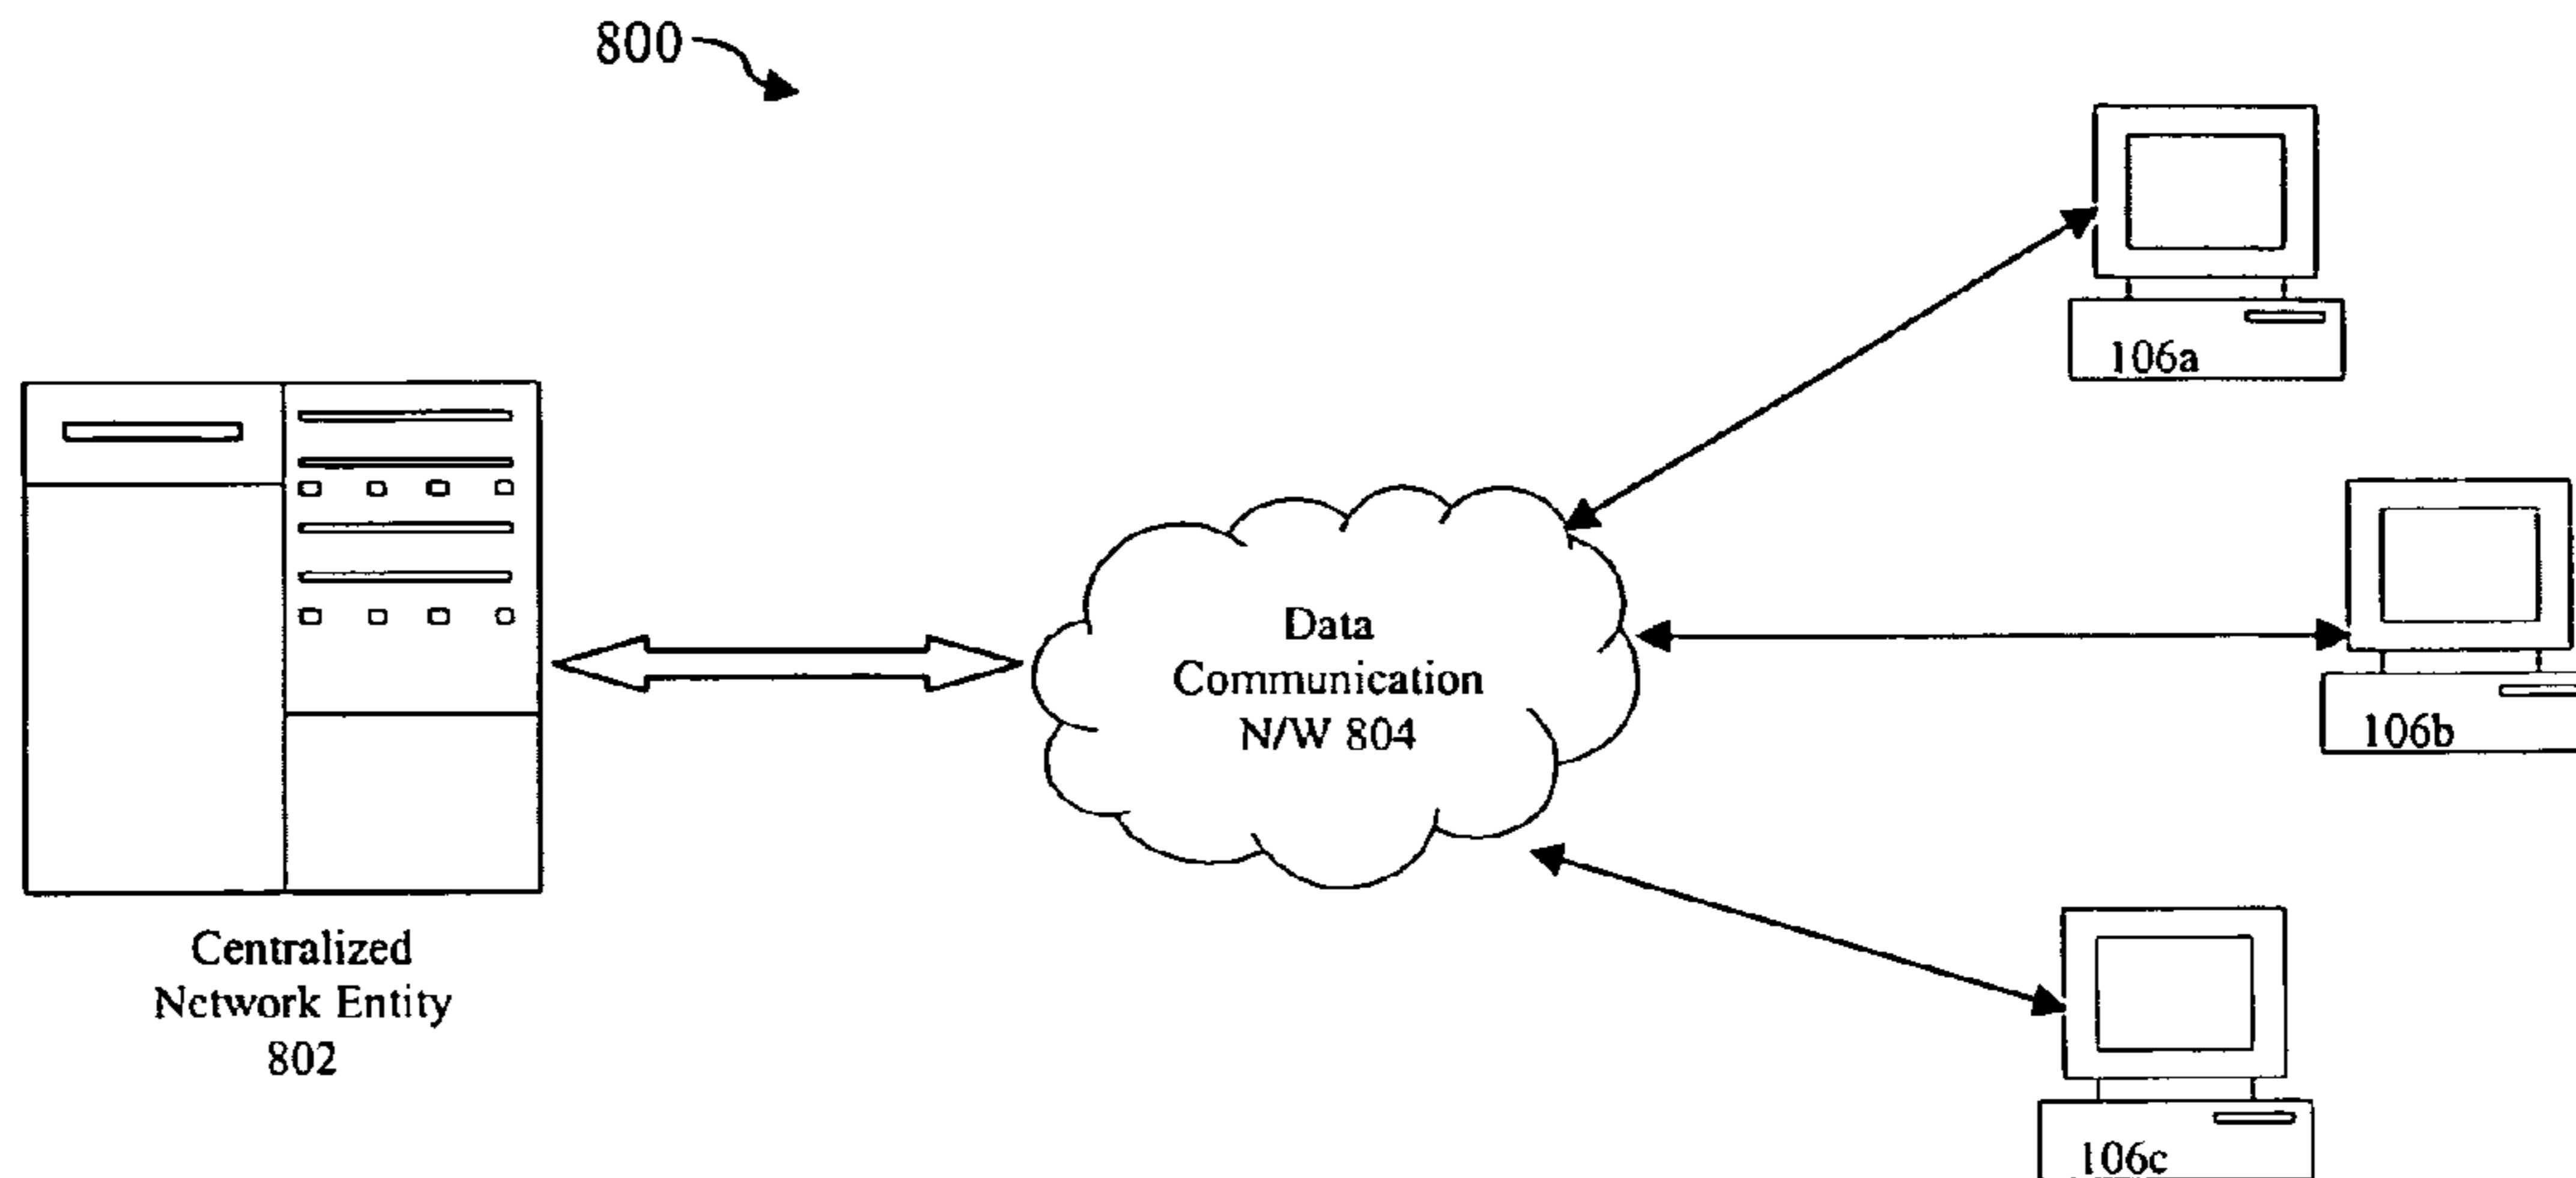 800
106a
106b
Data
Communication
N/W 804
Centralized
Network Entity
802
106c